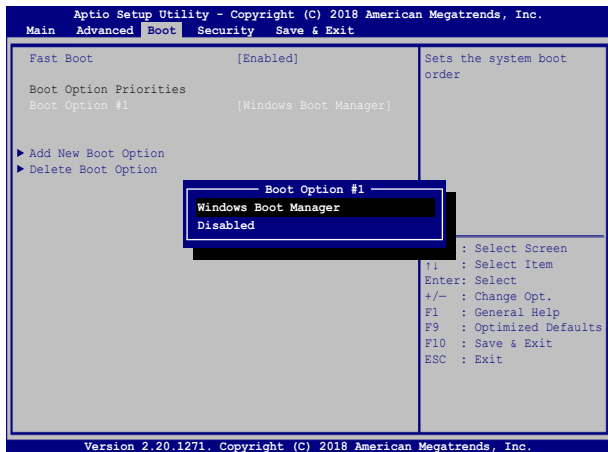 Aptio Setup Utility - Copyright (C) 2018 American Megatrends, Inc.
Main Advanced Boot Security Save & Exit
Fast Boot [Enabled]
Boot Option Priorities
Boot Option #1 [Windows Boot Manager]
Add New Boot Option
Delete Boot Option
Boot Option #1
Windows Boot Manager
Disabled
Sets the system boot
order
: Select Screen
↑↓ : Select Item
Enter: Select
+/— : Change Opt.
F1 : General Help
F9 : Optimized Defaults
F10 : Save & Exit
ESC : Exit
Version 2.20.1271. Copyright (C) 2018 American Megatrends, Inc.